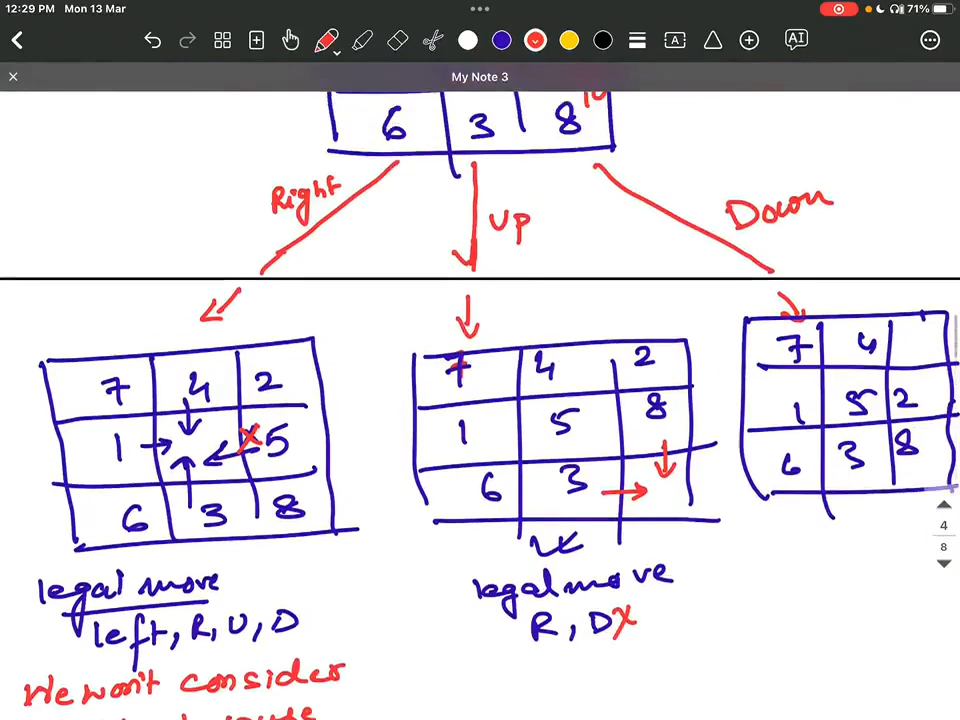 12:29 PM Mon 13 Mar
71%
A
AI
My Note 3
6 3 8 10
Right
Up
Down
7 4 2
1 x 5
6 3 8
7 4 2
1 5 8
6 3
7 4
1 5 2
6 3 8
4
8
legal move
left, R, U, D
legal move
R, D x
We won't consider